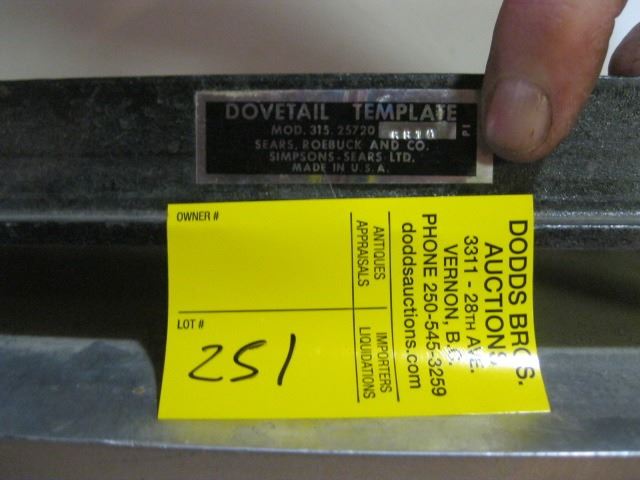 DOVETAIL TEMPLATE
MOD. 315.25720
SEARS, ROEBUCK AND CO.
SIMPSONS-SEARS LTD.
MADE IN U.S.A.
OWNER #
LOT #
251
ANTIQUES
APPRAISALS
IMPORTERS
LIQUIDATIONS
DODDS BROS.
AUCTIONS
3311 - 28TH AVE.
VERNON, B.C.
PHONE 250-545-3259
doddsauctions.com